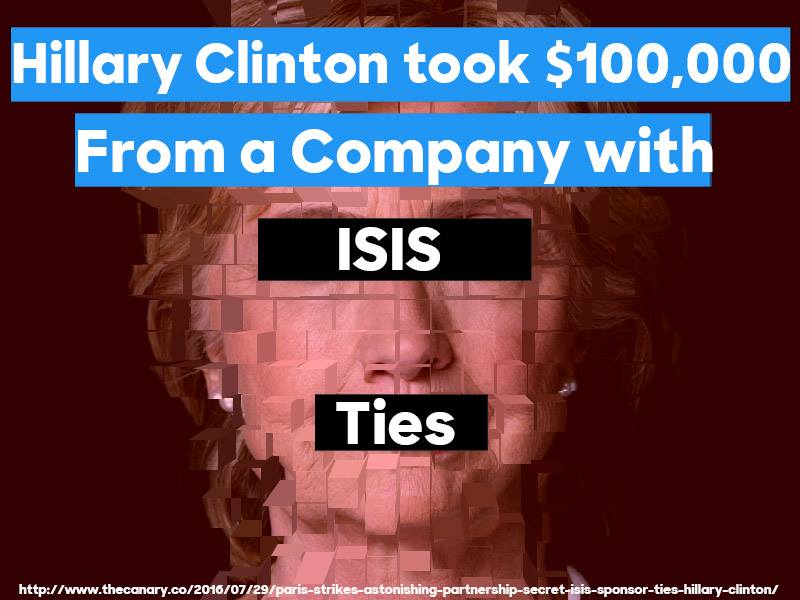 Hillary Clinton took $100,000
From a Company with
ISIS
Ties
http://www.thecanary.co/2016/07/29/paris-strikes-astonishing-partnership-secret-isis-sponsor-ties-hillary-clinton/